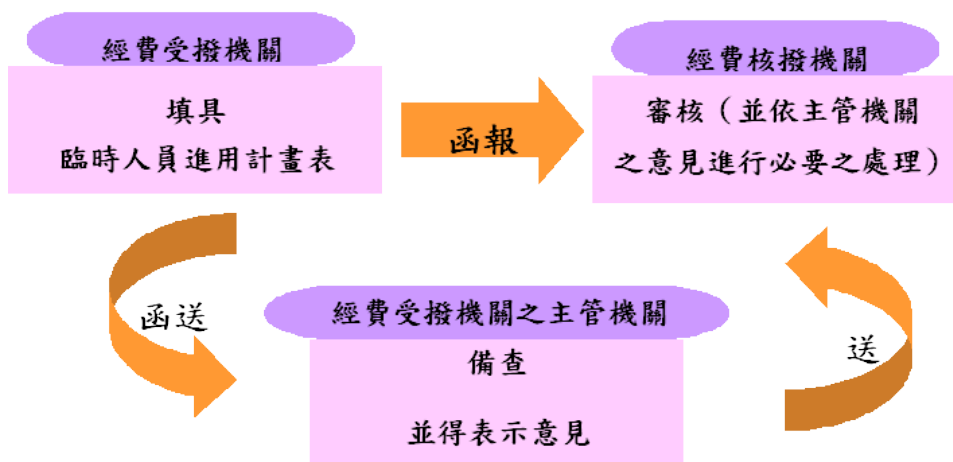 經費受撥機關
填具
臨時人員進用計畫表
函報
經費核撥機關
審核（並依主管機關
之意見進行必要之處理）
函送
經費受撥機關之主管機關
備查
並得表示意見
送